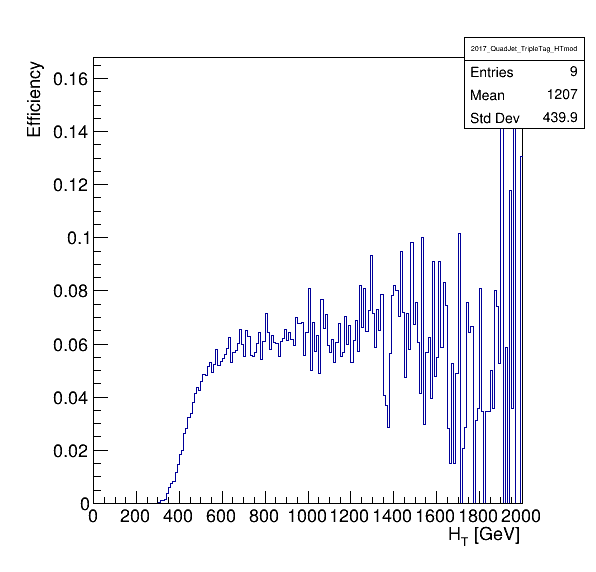 2017_QuadJet_TripleTag_HTmod
Entries 9
Mean 1207
Std Dev 439.9
Efficiency
0.16
0.14
0.12
0.1
0.08
0.06
0.04
0.02
0
0 200 400 600 800 1000 1200 1400 1600 1800 2000
H_T [GeV]